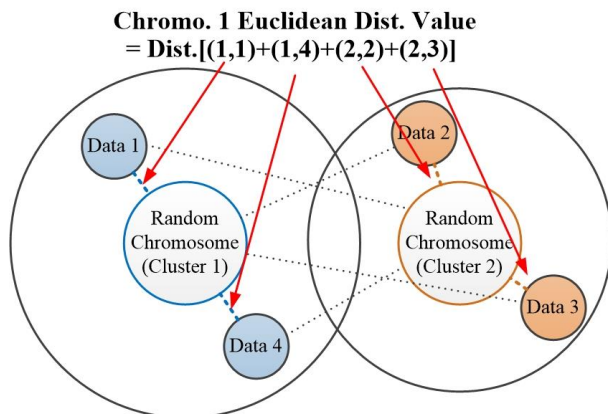 Chromo. 1 Euclidean Dist. Value
= Dist.[(1,1)+(1,4)+(2,2)+(2,3)]
Data 1
Data 2
Random
Chromosome
(Cluster 1)
Random
Chromosome
(Cluster 2)
Data 3
Data 4